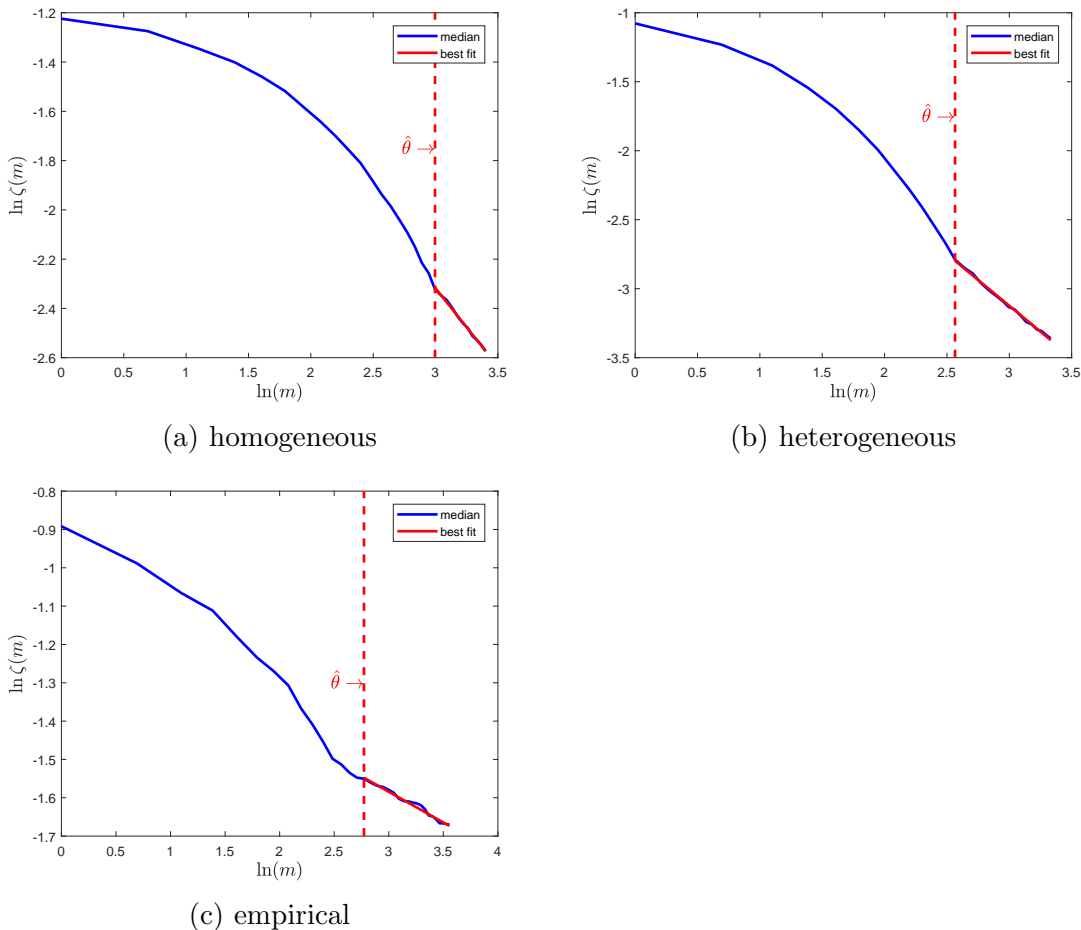 -1.2
-1.4
-1.6
-1.8
-2
-2.2
-2.4
-2.6
0 0.5 1 1.5 2 2.5 3 3.5
ln(m)
ln ζ(m)
median
best fit
θ̂ →
(a) homogeneous
-1
-1.5
-2
-2.5
-3
-3.5
0 0.5 1 1.5 2 2.5 3 3.5
ln(m)
ln ζ(m)
median
best fit
θ̂ →
(b) heterogeneous
-0.8
-0.9
-1
-1.1
-1.2
-1.3
-1.4
-1.5
-1.6
-1.7
0 0.5 1 1.5 2 2.5 3 3.5 4
ln(m)
ln ζ(m)
median
best fit
θ̂ →
(c) empirical